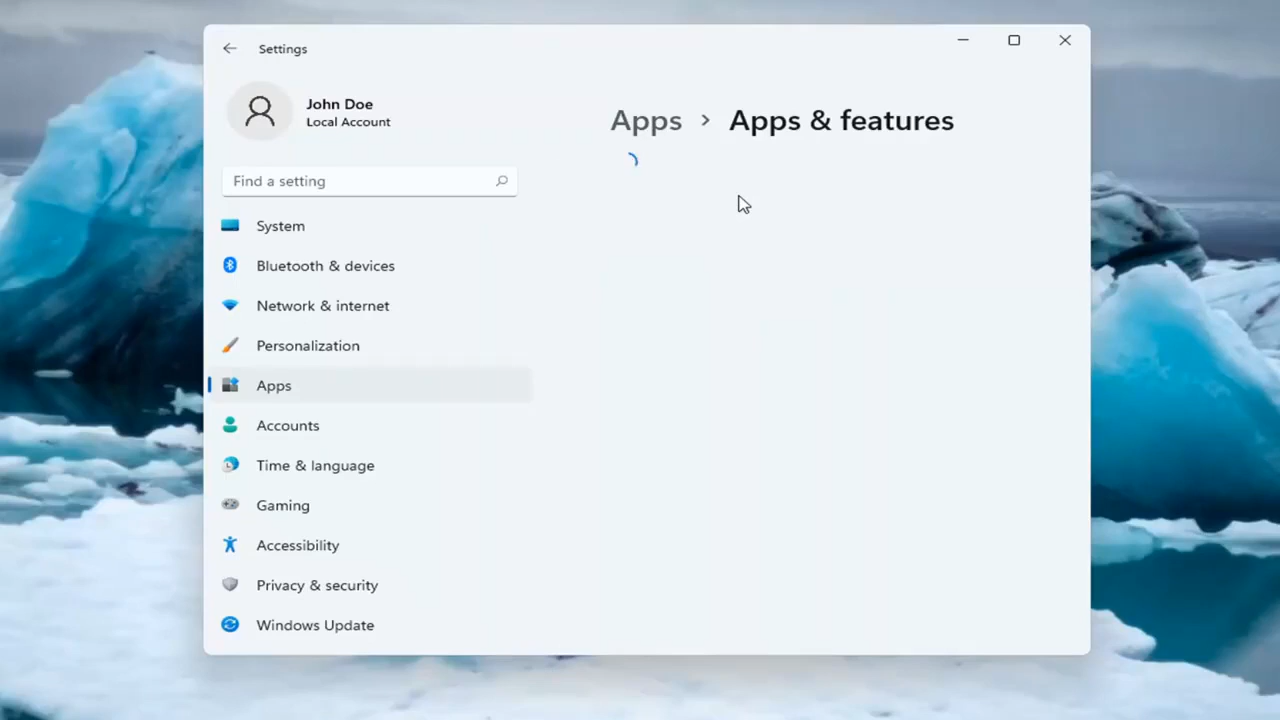 Settings
John Doe
Local Account
Find a setting
System
Bluetooth & devices
Network & internet
Personalization
Apps
Accounts
Time & language
Gaming
Accessibility
Privacy & security
Windows Update
Apps > Apps & features